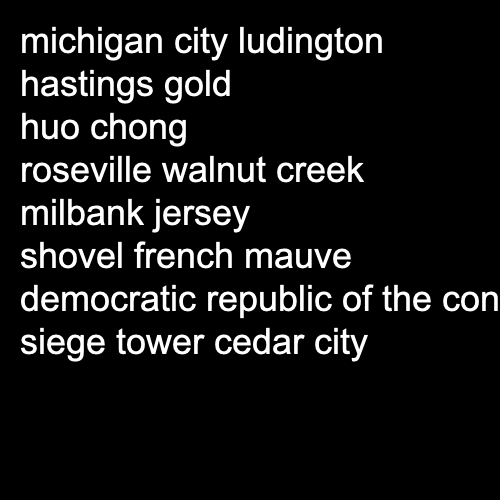 michigan city ludington
hastings gold
huo chong
roseville walnut creek
milbank jersey
shovel french mauve
democratic republic of the con
siege tower cedar city